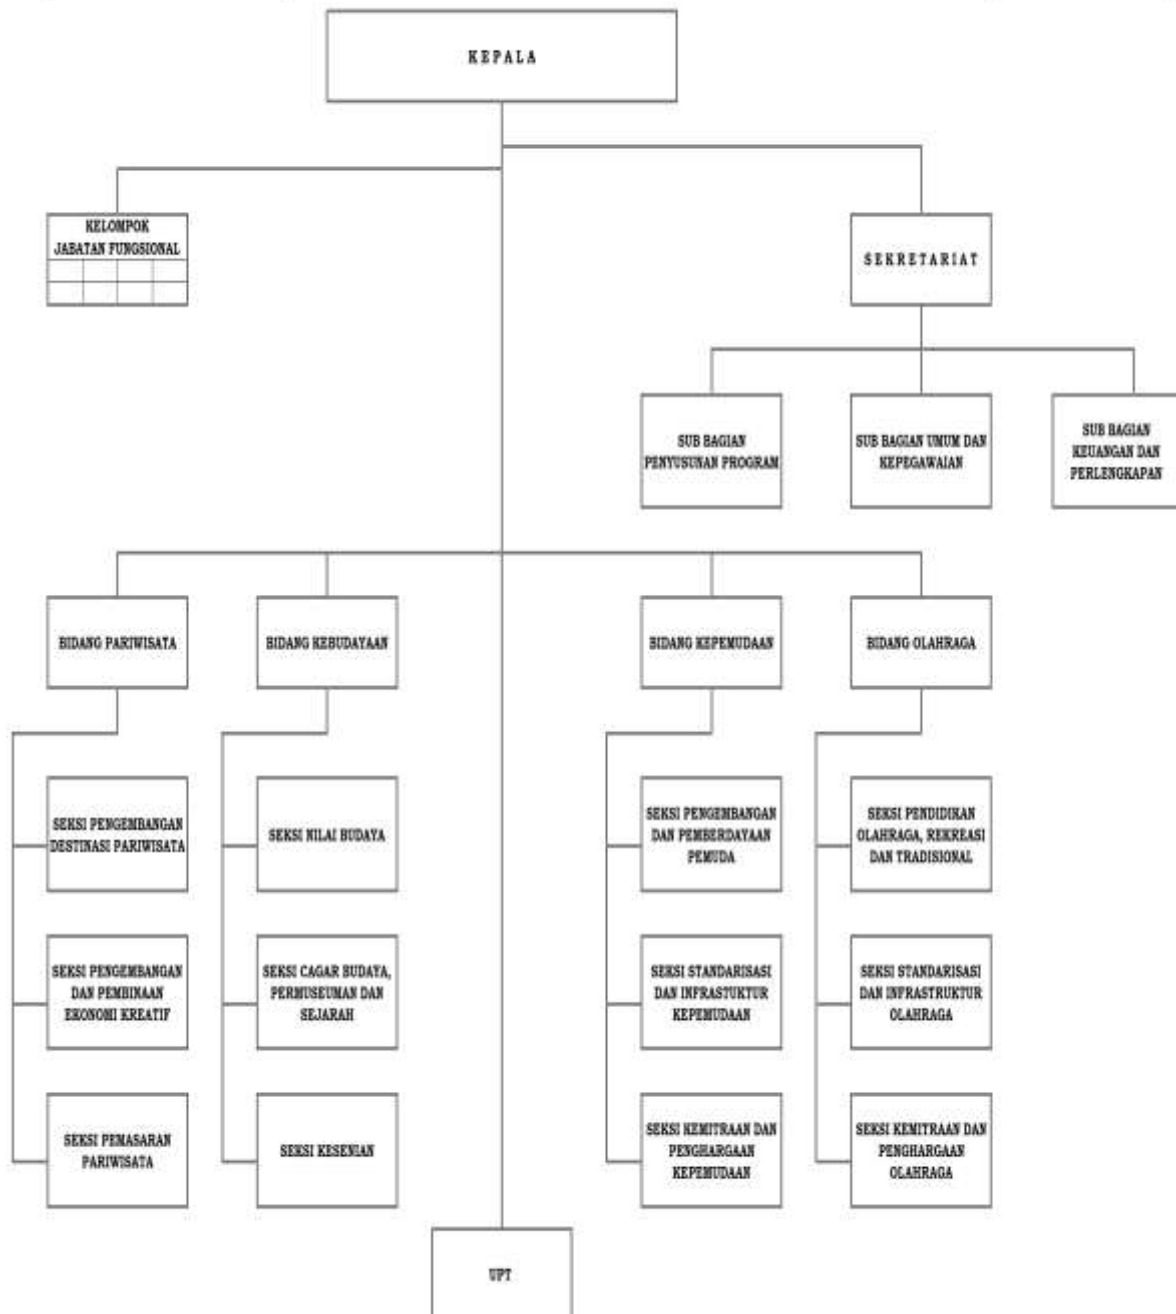 KEPALA
KELOMPOK
JABATAN FUNGSIONAL
SEKRETARIAT
SUB BAGIAN
PENYUSUNAN PROGRAM
SUB BAGIAN UMUM DAN
KEPEGAWAIAN
SUB BAGIAN
KEUANGAN DAN
PERLENGKAPAN
BIDANG PARIWISATA
BIDANG KEBUDAYAAN
BIDANG KEPEMUDAAN
BIDANG OLAHRAGA
SEKSI PENGEMBANGAN
DESTINASI PARIWISATA
SEKSI NILAI BUDAYA
SEKSI PENGEMBANGAN
DAN PEMBERDAYAAN
PEMUDA
SEKSI PENDIDIKAN
OLAHRAGA, REKREASI
DAN TRADISIONAL
SEKSI PENGEMBANGAN
DAN PEMBINAAN
EKONOMI KREATIF
SEKSI CAGAR BUDAYA,
PERMUSEUMAN DAN
SEJARAH
SEKSI STANDARISASI
DAN INFRASTUKTUR
KEPEMUDAAN
SEKSI STANDARISASI
DAN INFRASTRUKTUR
OLAHRAGA
SEKSI PEMASARAN
PARIWISATA
SEKSI KESENIAN
SEKSI KEMITRAAN DAN
PENGHARGAAN
KEPEMUDAAN
SEKSI KEMITRAAN DAN
PENGHARGAAN
OLAHRAGA
UPT